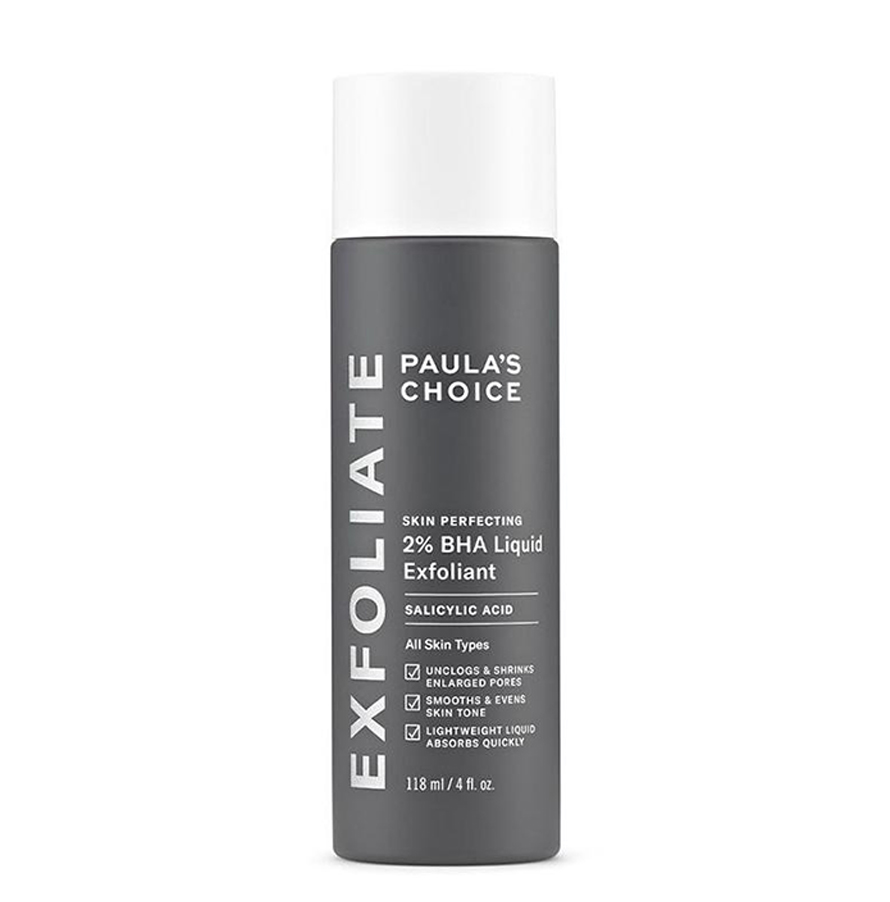 EXFOLIATE
PAULA'S
CHOICE
SKIN PERFECTING
2% BHA Liquid
Exfoliant
SALICYLIC ACID
All Skin Types
☑ UNCLOGS & SHRINKS
ENLARGED PORES
☑ SMOOTHS & EVENS
SKIN TONE
☑ LIGHTWEIGHT LIQUID
ABSORBS QUICKLY
118 ml / 4 fl. oz.